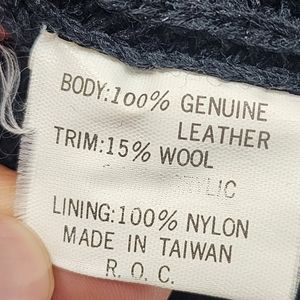 BODY:100% GENUINE
LEATHER
TRIM:15% WOOL
LINING:100% NYLON
MADE IN TAIWAN
R. O. C.